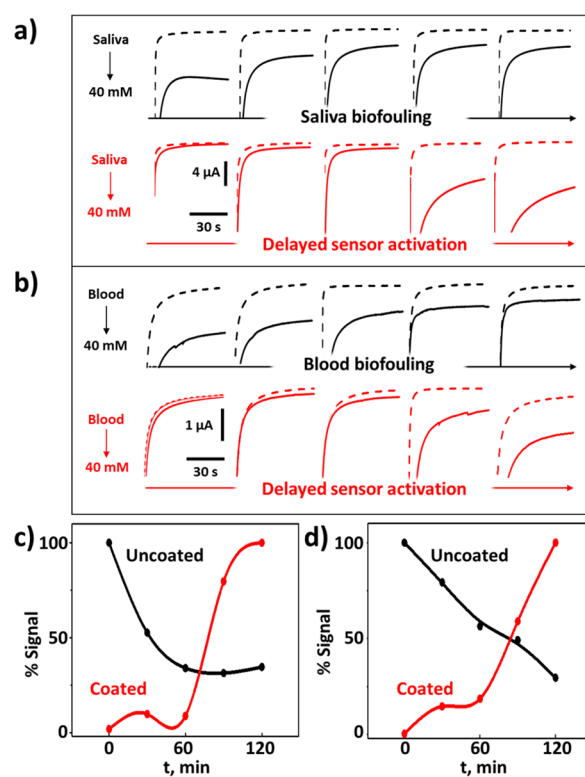 a)
Saliva
40 mM
Saliva biofouling
Saliva
40 mM
4 µA
30 s
Delayed sensor activation
b)
Blood
40 mM
Blood biofouling
Blood
40 mM
1 µA
30 s
Delayed sensor activation
c)
100
Uncoated
% Signal
50
Coated
0
0 60 120
t, min
d)
100
Uncoated
% Signal
50
Coated
0
0 60 120
t, min